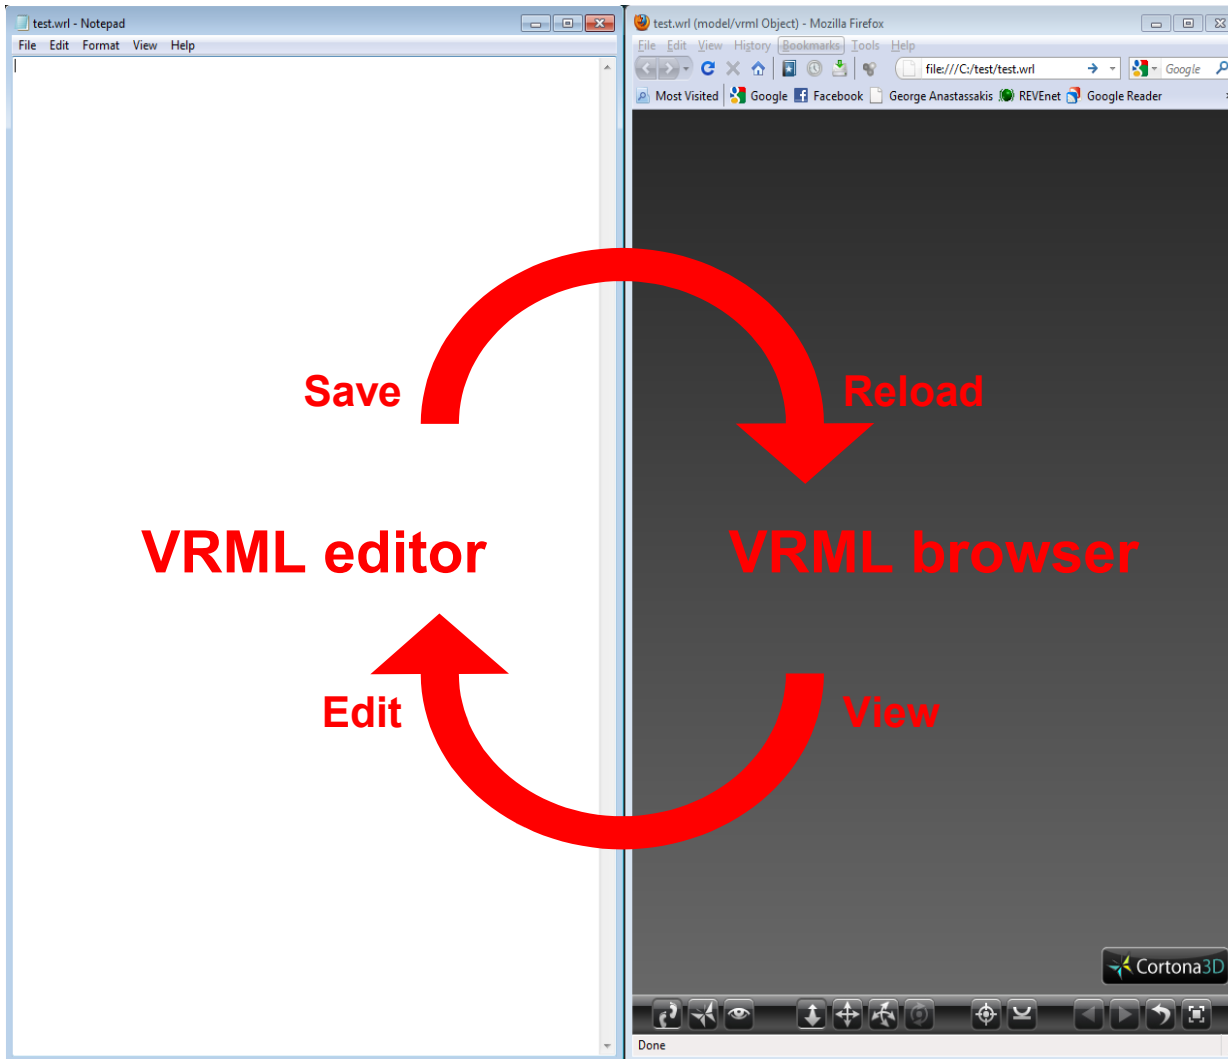 test.wrl - Notepad
File Edit Format View Help
test.wrl (model/vrml Object) - Mozilla Firefox
File Edit View History Bookmarks Tools Help
file:///C:/test/test.wrl
Google
Most Visited Google Facebook George Anastassakis REVEnet Google Reader
Save
Reload
VRML editor
VRML browser
Edit
View
Cortona3D
Done